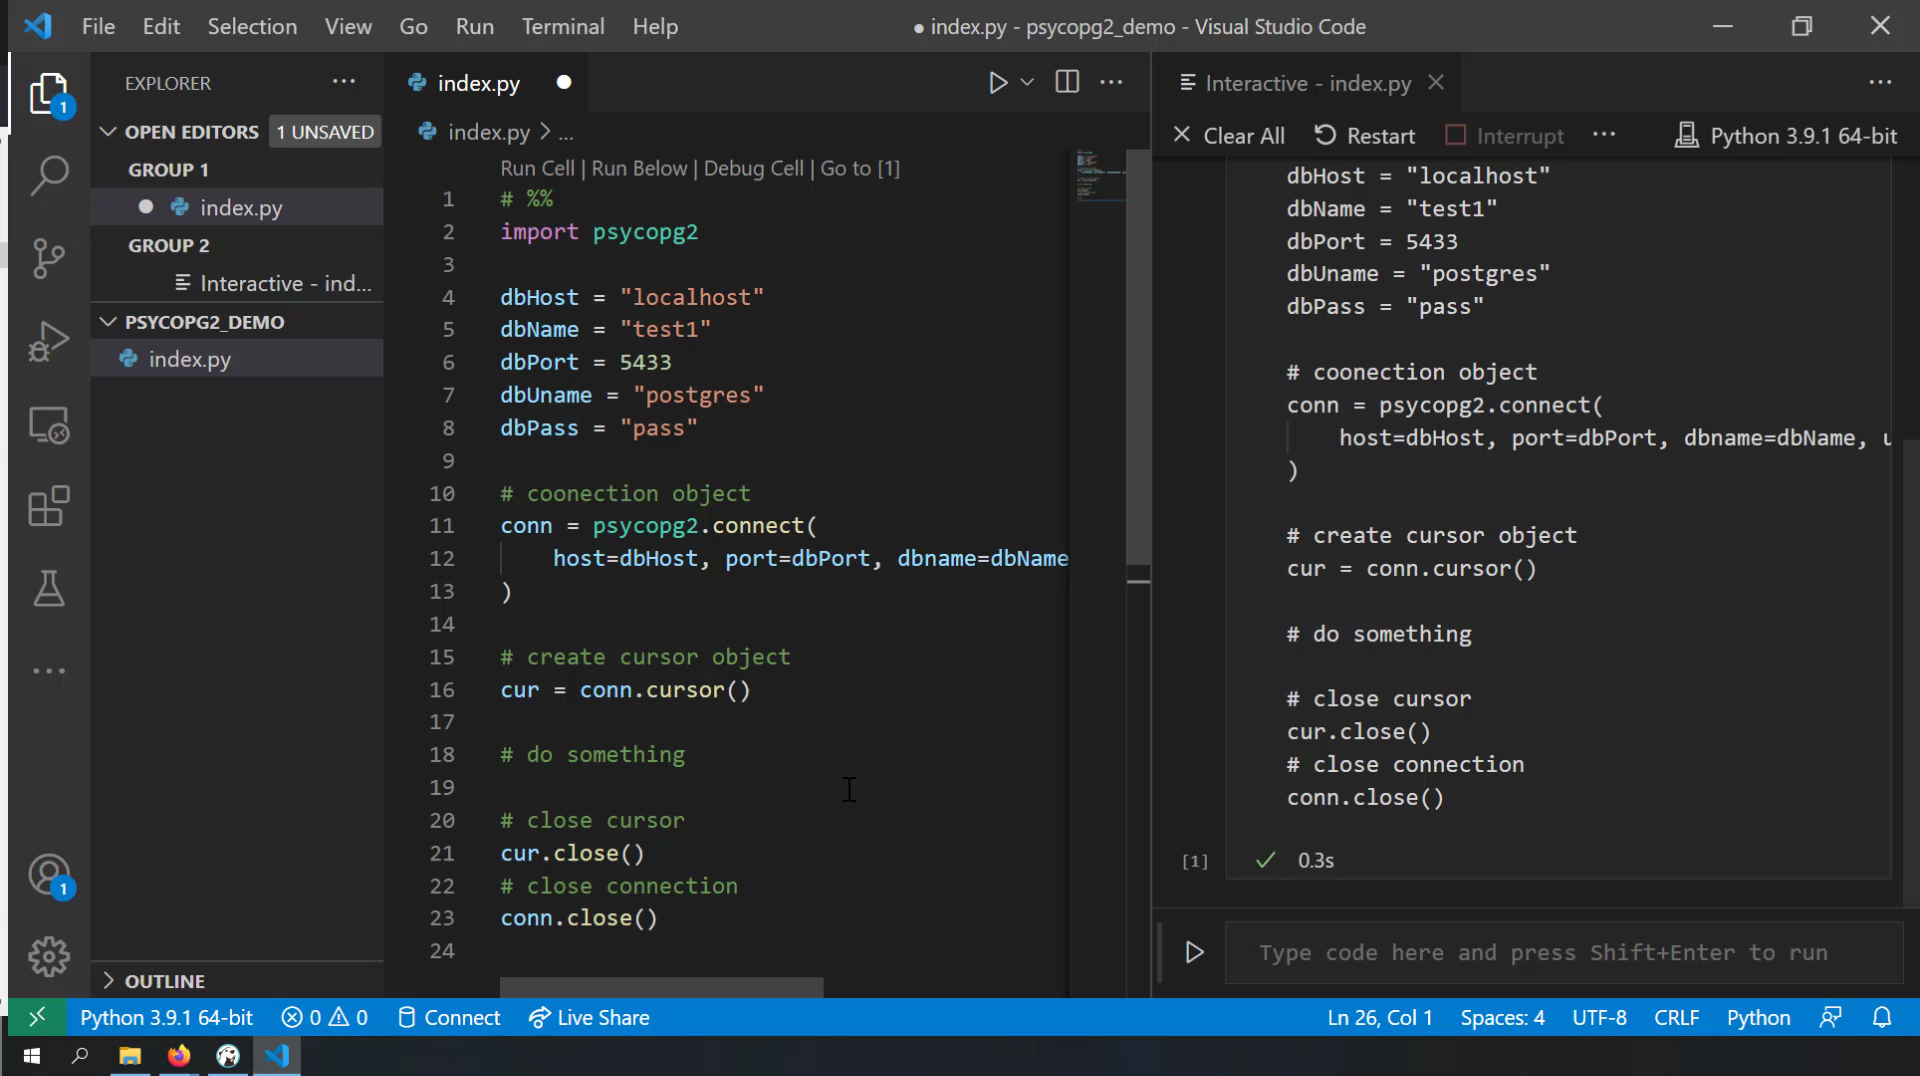 File Edit Selection View Go Run Terminal Help
● index.py - psycopg2_demo - Visual Studio Code
EXPLORER
OPEN EDITORS 1 UNSAVED
GROUP 1
index.py
GROUP 2
Interactive - ind...
PSYCOPG2_DEMO
index.py
OUTLINE
1
1
index.py
index.py > ...
Run Cell | Run Below | Debug Cell | Go to [1]
1 # %%
2 import psycopg2
3
4 dbHost = "localhost"
5 dbName = "test1"
6 dbPort = 5433
7 dbUname = "postgres"
8 dbPass = "pass"
9
10 # coonection object
11 conn = psycopg2.connect(
12 host=dbHost, port=dbPort, dbname=dbName
13 )
14
15 # create cursor object
16 cur = conn.cursor()
17
18 # do something
19
20 # close cursor
21 cur.close()
22 # close connection
23 conn.close()
24
Interactive - index.py
Clear All Restart Interrupt ... Python 3.9.1 64-bit
dbHost = "localhost"
dbName = "test1"
dbPort = 5433
dbUname = "postgres"
dbPass = "pass"
# coonection object
conn = psycopg2.connect(
host=dbHost, port=dbPort, dbname=dbName, u
)
# create cursor object
cur = conn.cursor()
# do something
# close cursor
cur.close()
# close connection
conn.close()
[1] ✓ 0.3s
Type code here and press Shift+Enter to run
Python 3.9.1 64-bit 0 0 Connect Live Share
Ln 26, Col 1 Spaces: 4 UTF-8 CRLF Python